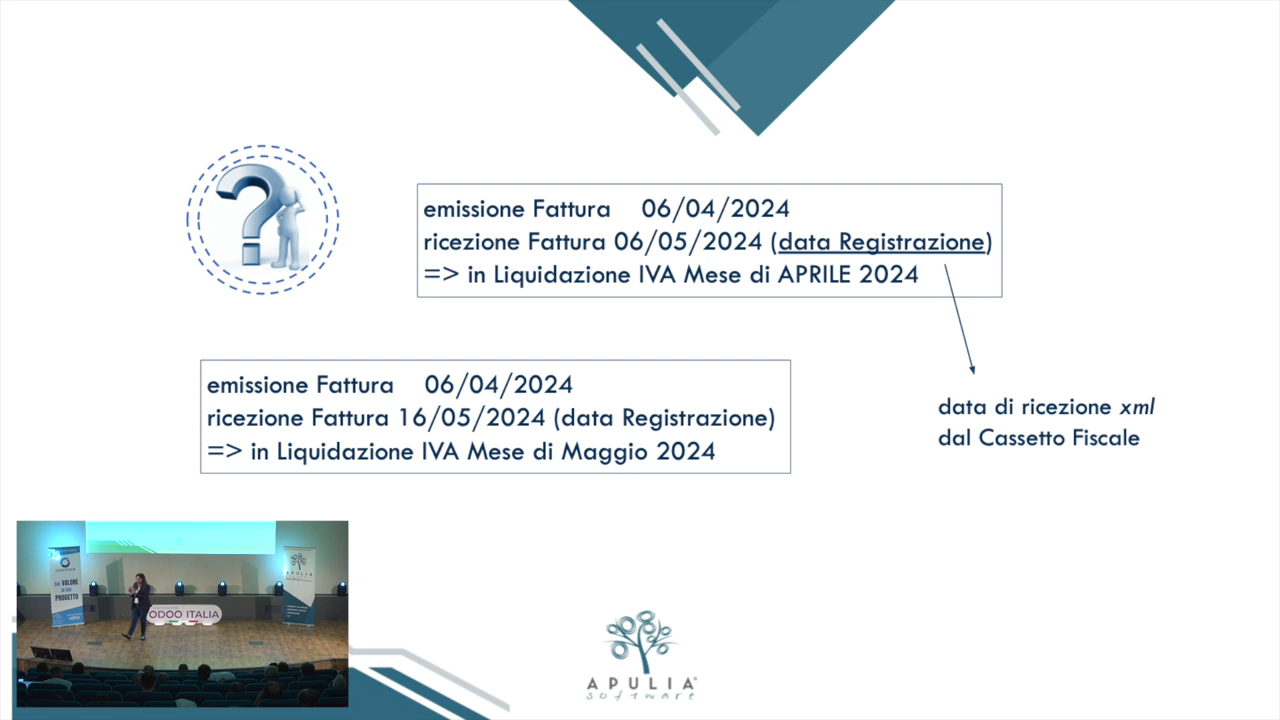 emissione Fattura 06/04/2024
ricezione Fattura 06/05/2024 (data Registrazione)
=> in Liquidazione IVA Mese di APRILE 2024
emissione Fattura 06/04/2024
ricezione Fattura 16/05/2024 (data Registrazione)
=> in Liquidazione IVA Mese di Maggio 2024
data di ricezione xml
dal Cassetto Fiscale
VALORE
PROGETTO
APULIA
ODOO ITALIA
APULIA
software